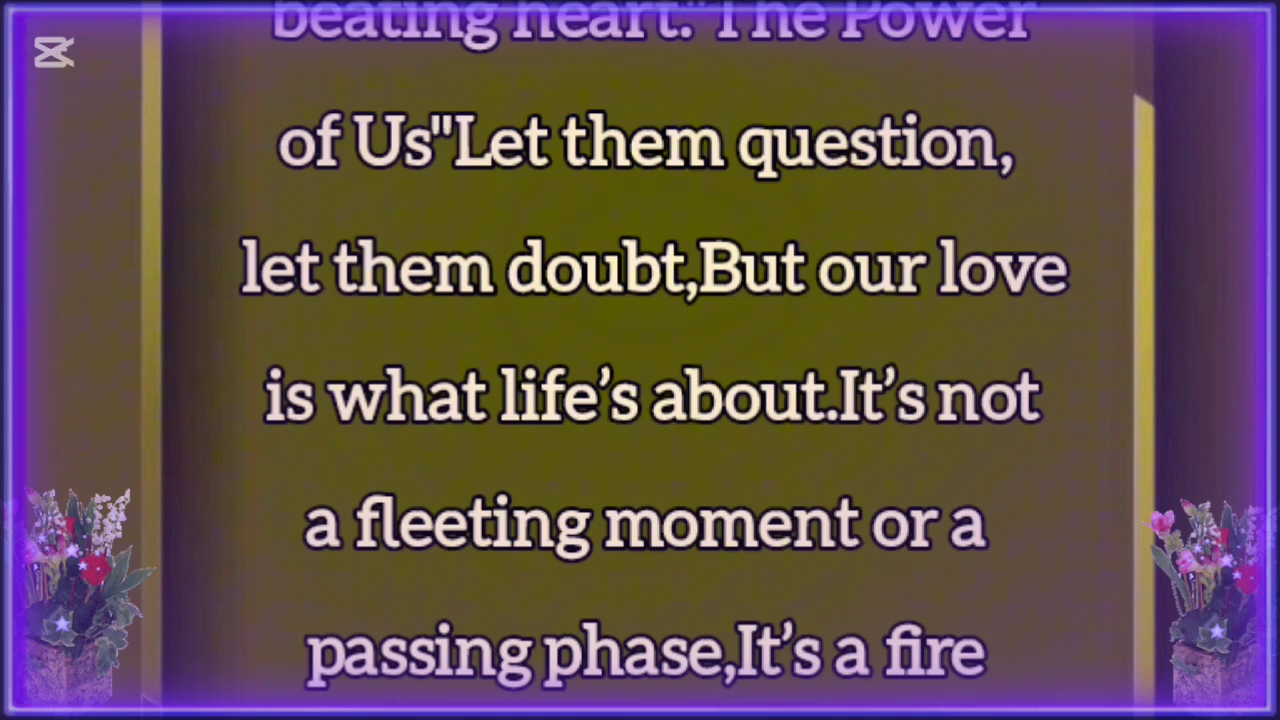 beating heart."The Power
of Us"Let them question,
let them doubt,But our love
is what life’s about.It’s not
a fleeting moment or a
passing phase,It’s a fire